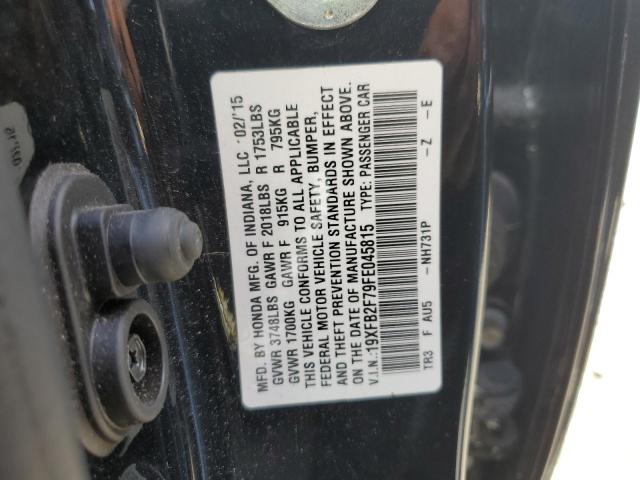 MFD. BY HONDA MFG. OF INDIANA, LLC '02/'15
GVWR 3748LBS GAWR F 2018LBS R 1753LBS
GVWR 1700KG GAWR F 915KG R 795KG
THIS VEHICLE CONFORMS TO ALL APPLICABLE
FEDERAL MOTOR VEHICLE SAFETY, BUMPER,
AND THEFT PREVENTION STANDARDS IN EFFECT
ON THE DATE OF MANUFACTURE SHOWN ABOVE.
V.I.N.:19XFB2F79FE045815 TYPE: PASSENGER CAR
TR3 F AU5 -NH731P -Z -E